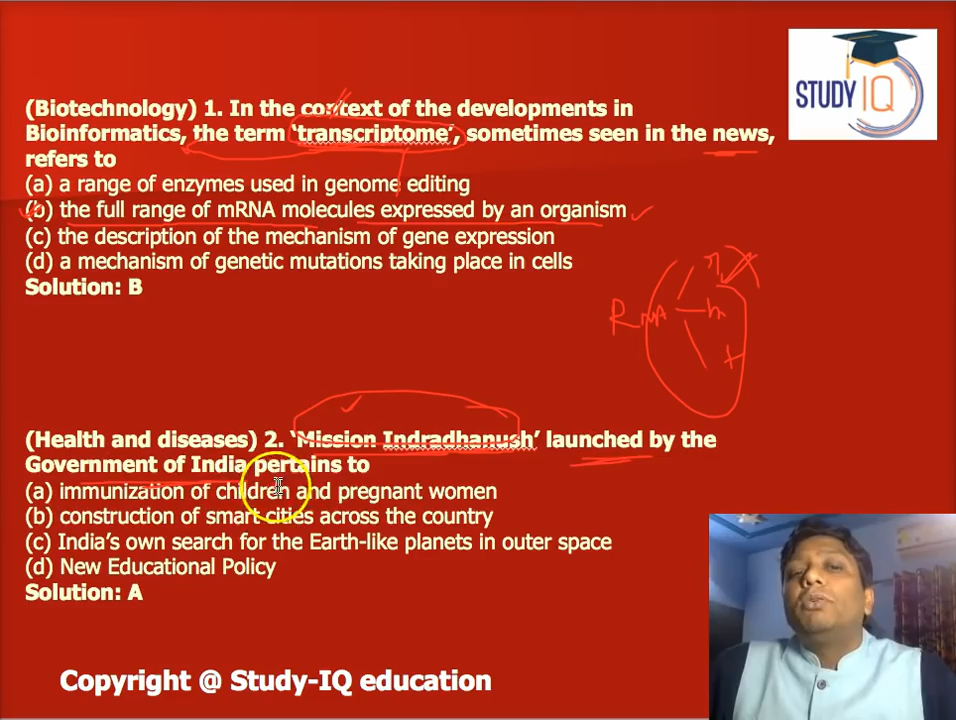 STUDY IQ
(Biotechnology) 1. In the context of the developments in
Bioinformatics, the term ‘transcriptome’, sometimes seen in the news,
refers to
(a) a range of enzymes used in genome editing
(b) the full range of mRNA molecules expressed by an organism
(c) the description of the mechanism of gene expression
(d) a mechanism of genetic mutations taking place in cells
Solution: B
RNA
m
(Health and diseases) 2. ‘Mission Indradhanush’ launched by the
Government of India pertains to
(a) immunization of children and pregnant women
(b) construction of smart cities across the country
(c) India’s own search for the Earth-like planets in outer space
(d) New Educational Policy
Solution: A
Copyright @ Study-IQ education